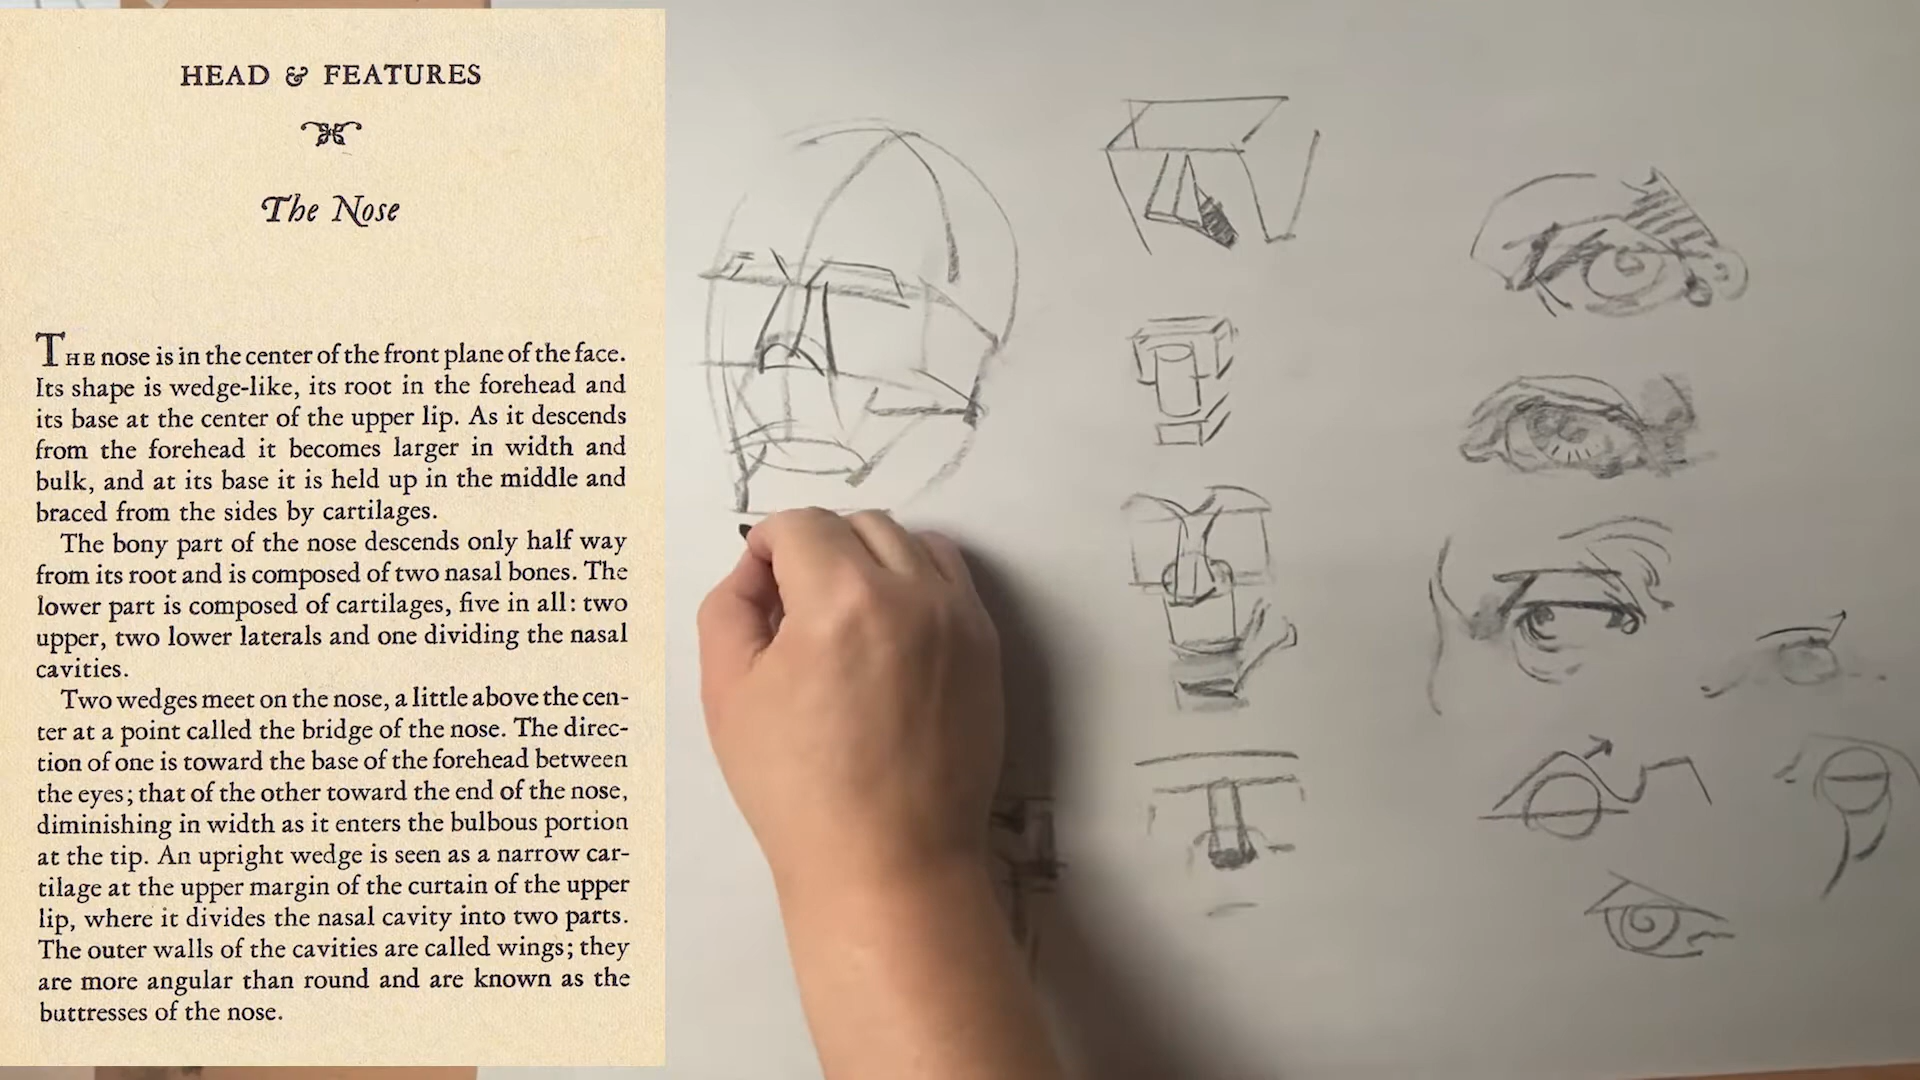 HEAD & FEATURES
The Nose
THE nose is in the center of the front plane of the face.
Its shape is wedge-like, its root in the forehead and
its base at the center of the upper lip. As it descends
from the forehead it becomes larger in width and
bulk, and at its base it is held up in the middle and
braced from the sides by cartilages.
The bony part of the nose descends only half way
from its root and is composed of two nasal bones. The
lower part is composed of cartilages, five in all: two
upper, two lower laterals and one dividing the nasal
cavities.
Two wedges meet on the nose, a little above the cen-
ter at a point called the bridge of the nose. The direc-
tion of one is toward the base of the forehead between
the eyes; that of the other toward the end of the nose,
diminishing in width as it enters the bulbous portion
at the tip. An upright wedge is seen as a narrow car-
tilage at the upper margin of the curtain of the upper
lip, where it divides the nasal cavity into two parts.
The outer walls of the cavities are called wings; they
are more angular than round and are known as the
buttresses of the nose.